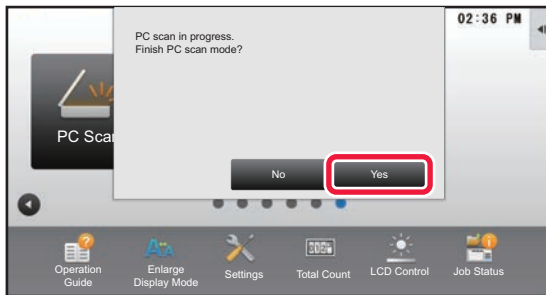 02:36 PM
PC scan in progress.
Finish PC scan mode?
PC Scan
No
Yes
Operation
Guide
Enlarge
Display Mode
Settings
Total Count
LCD Control
Job Status